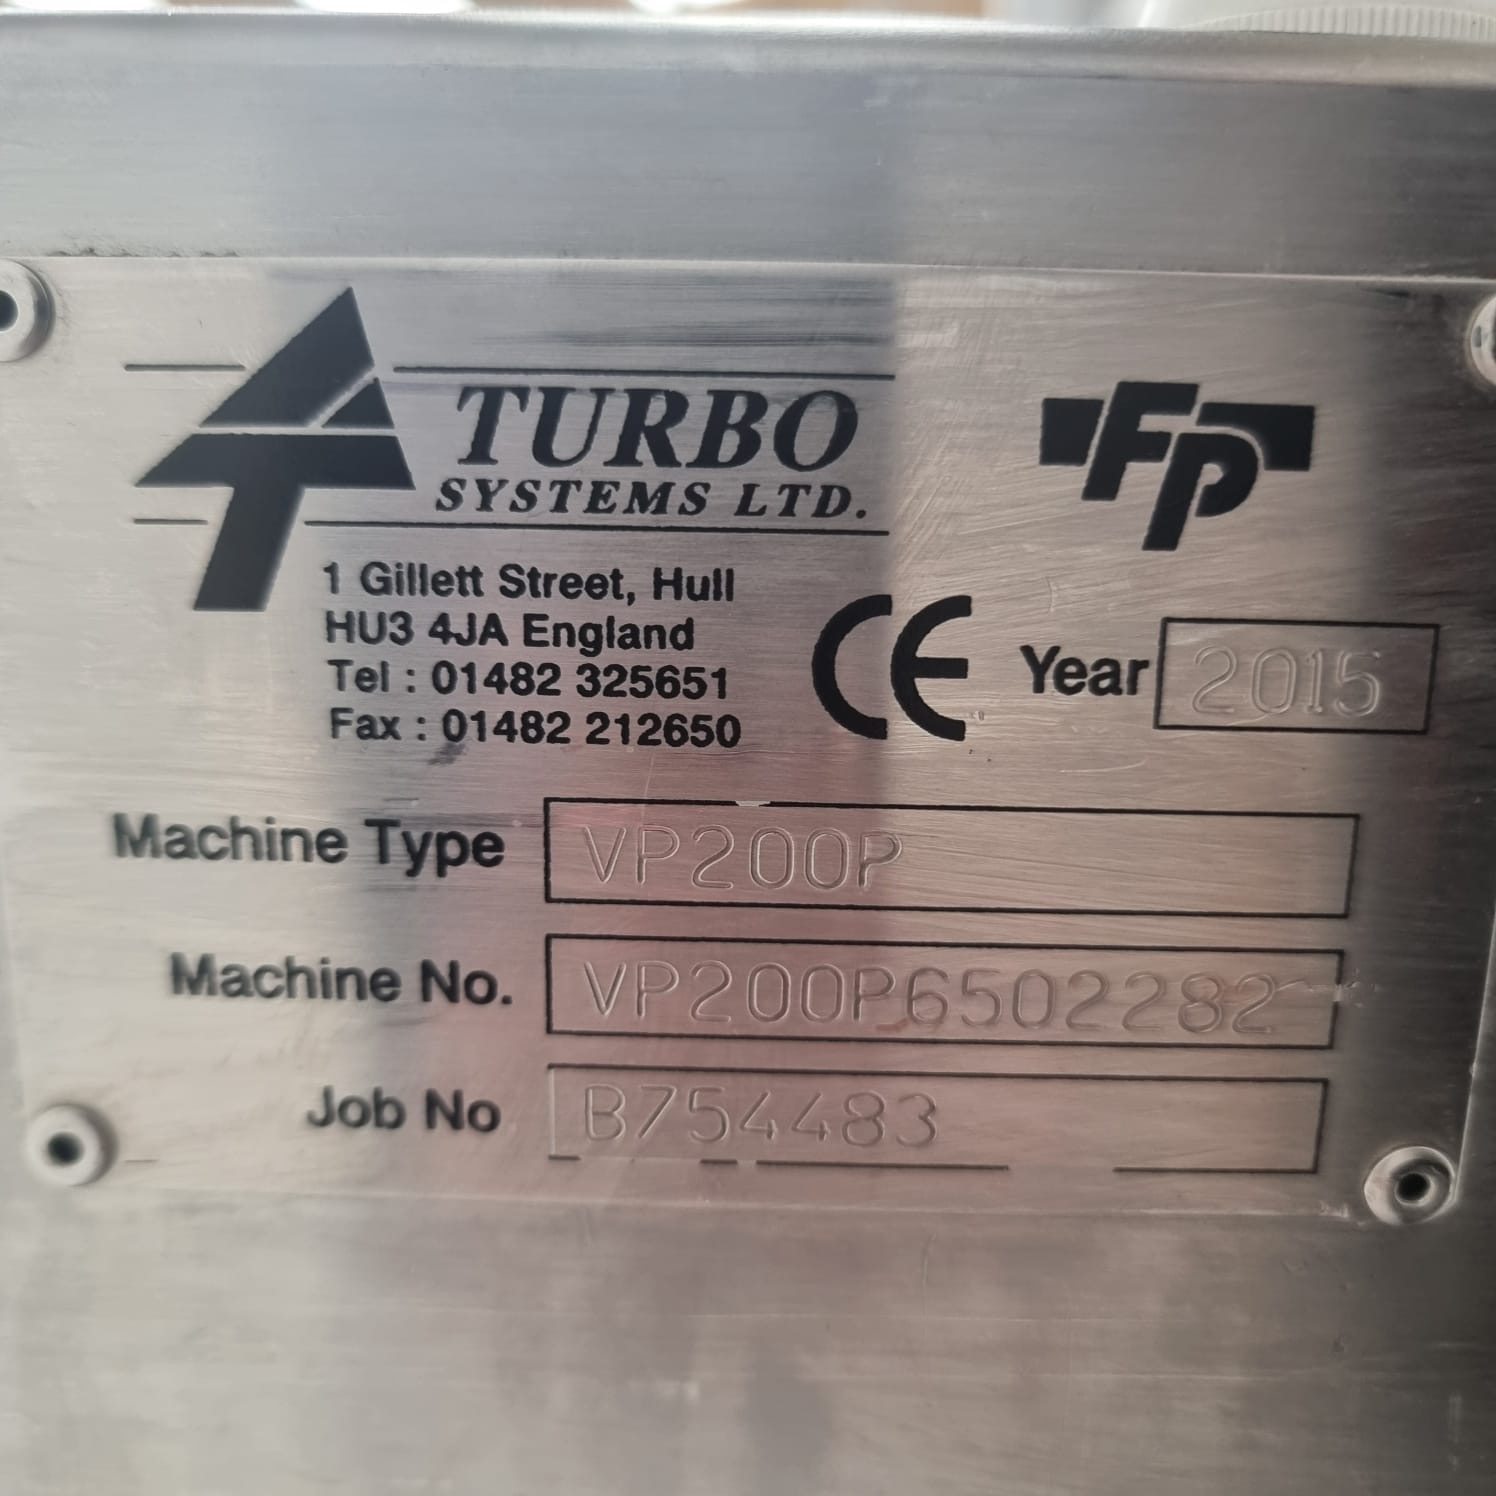 TURBO
SYSTEMS LTD.
FP
1 Gillett Street, Hull
HU3 4JA England
Tel : 01482 325651
Fax : 01482 212650
CE
Year 2015
Machine Type VP200P
Machine No. VP200P6502282
Job No B754483